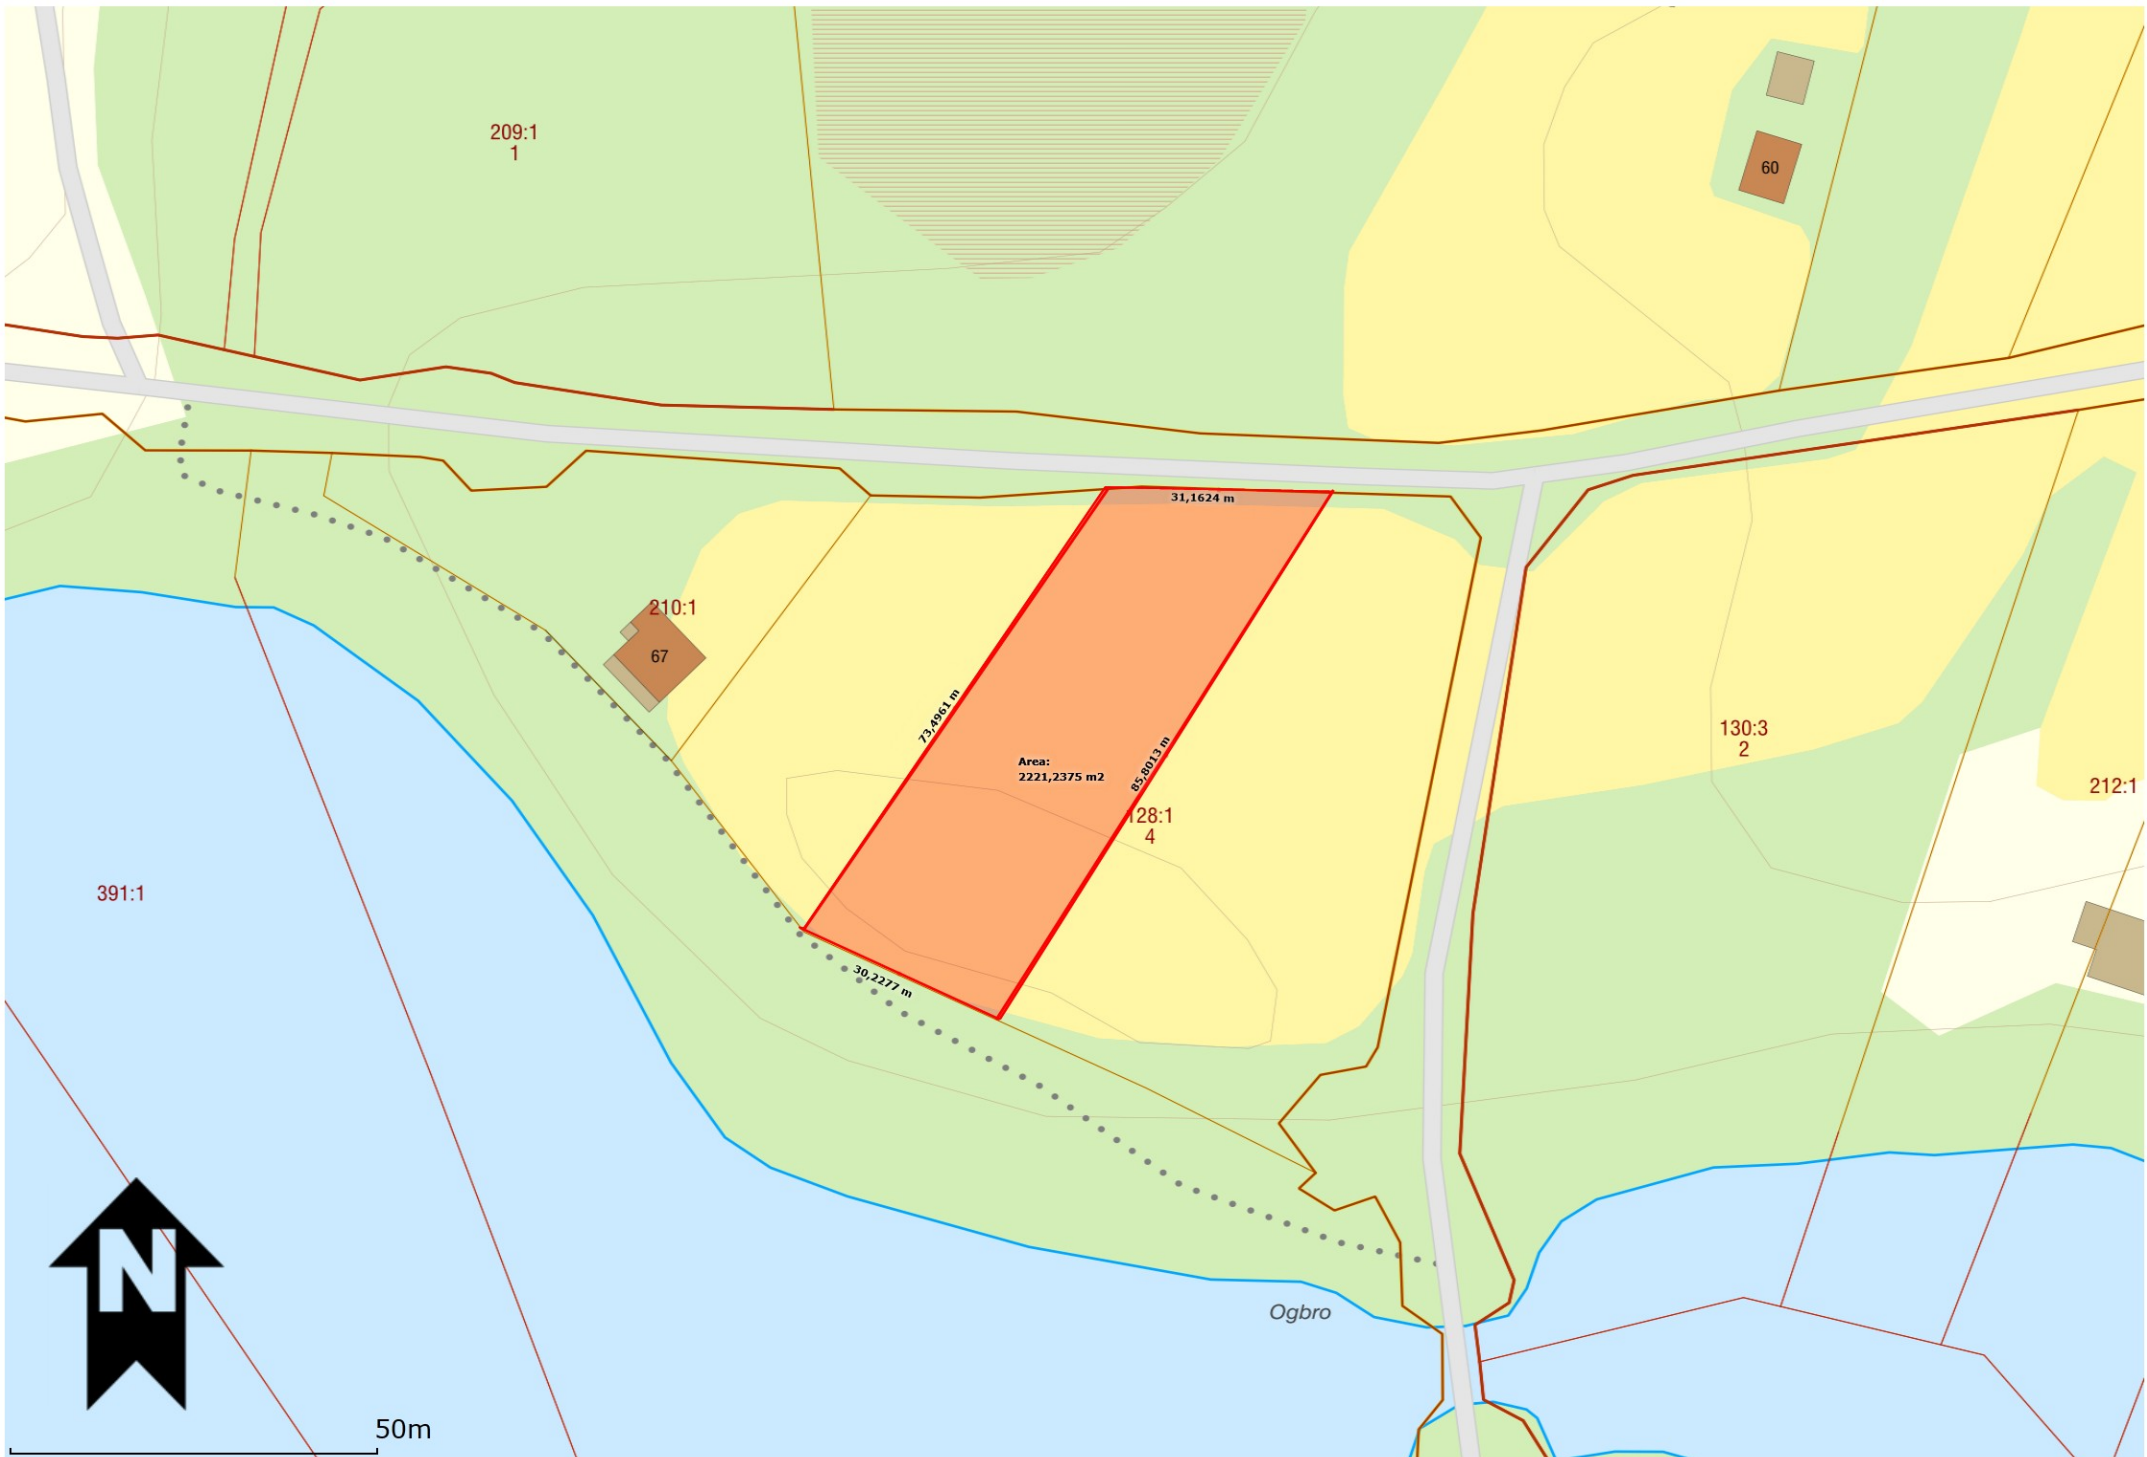 209:1
1
60
31,1624 m
210:1
67
73,4961 m
85,8013 m
Area:
2221,2375 m2
128:1
4
130:3
2
212:1
391:1
30,2277 m
N
Ogbro
50m